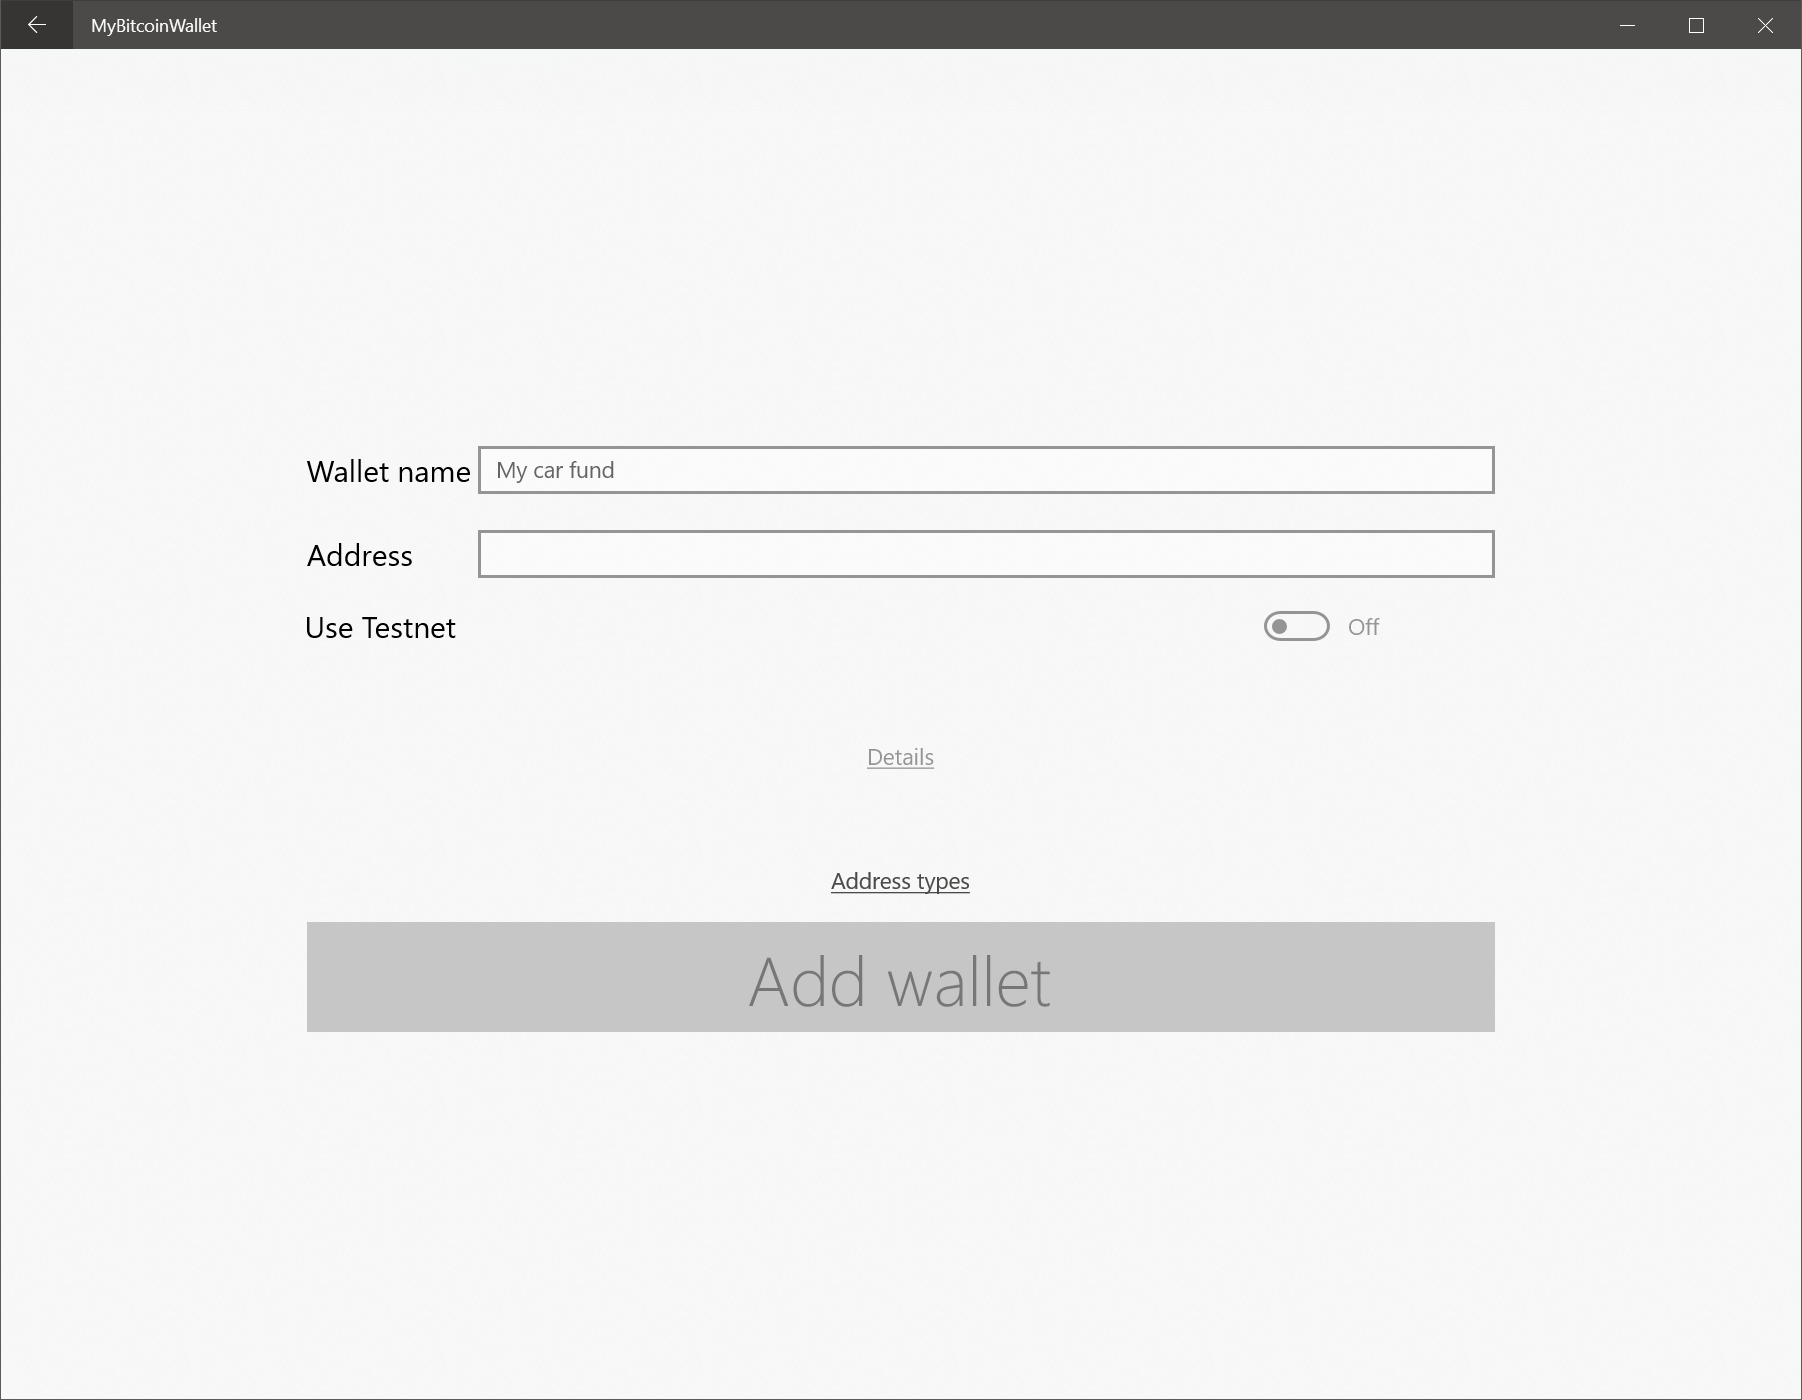 MyBitcoinWallet
Wallet name My car fund
Address
Use Testnet Off
Details
Address types
Add wallet